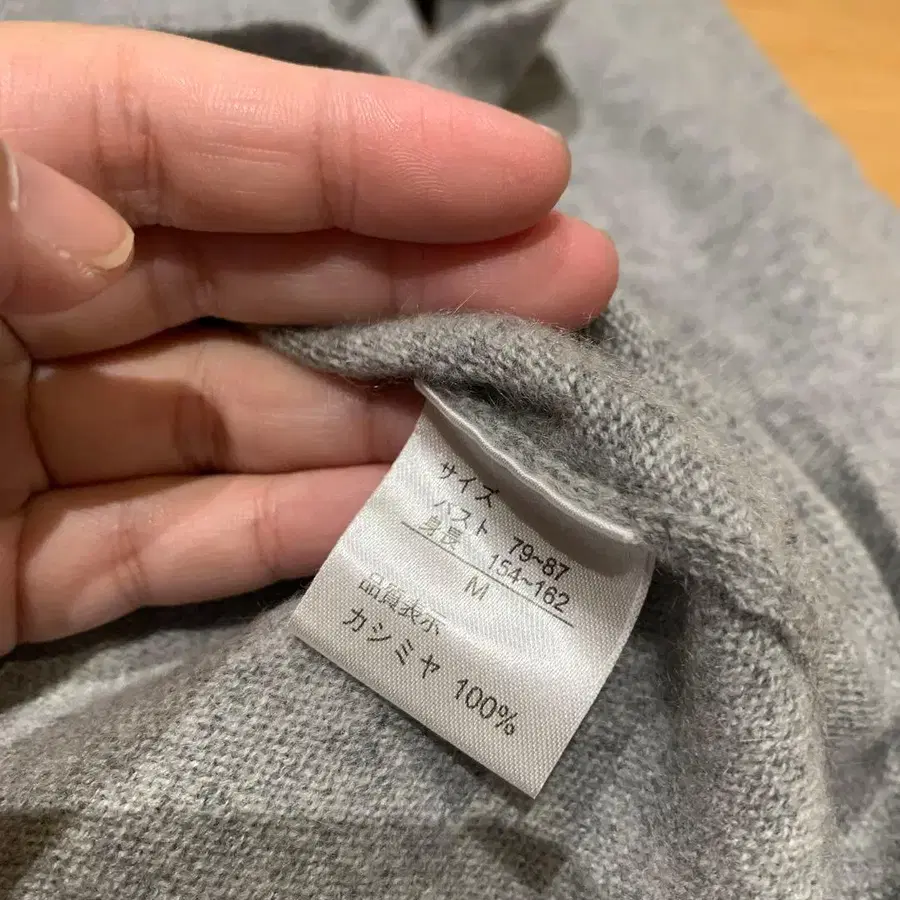 サイズ
バスト 79~87
身長 154~162
M
品質表示
カシミヤ 100%